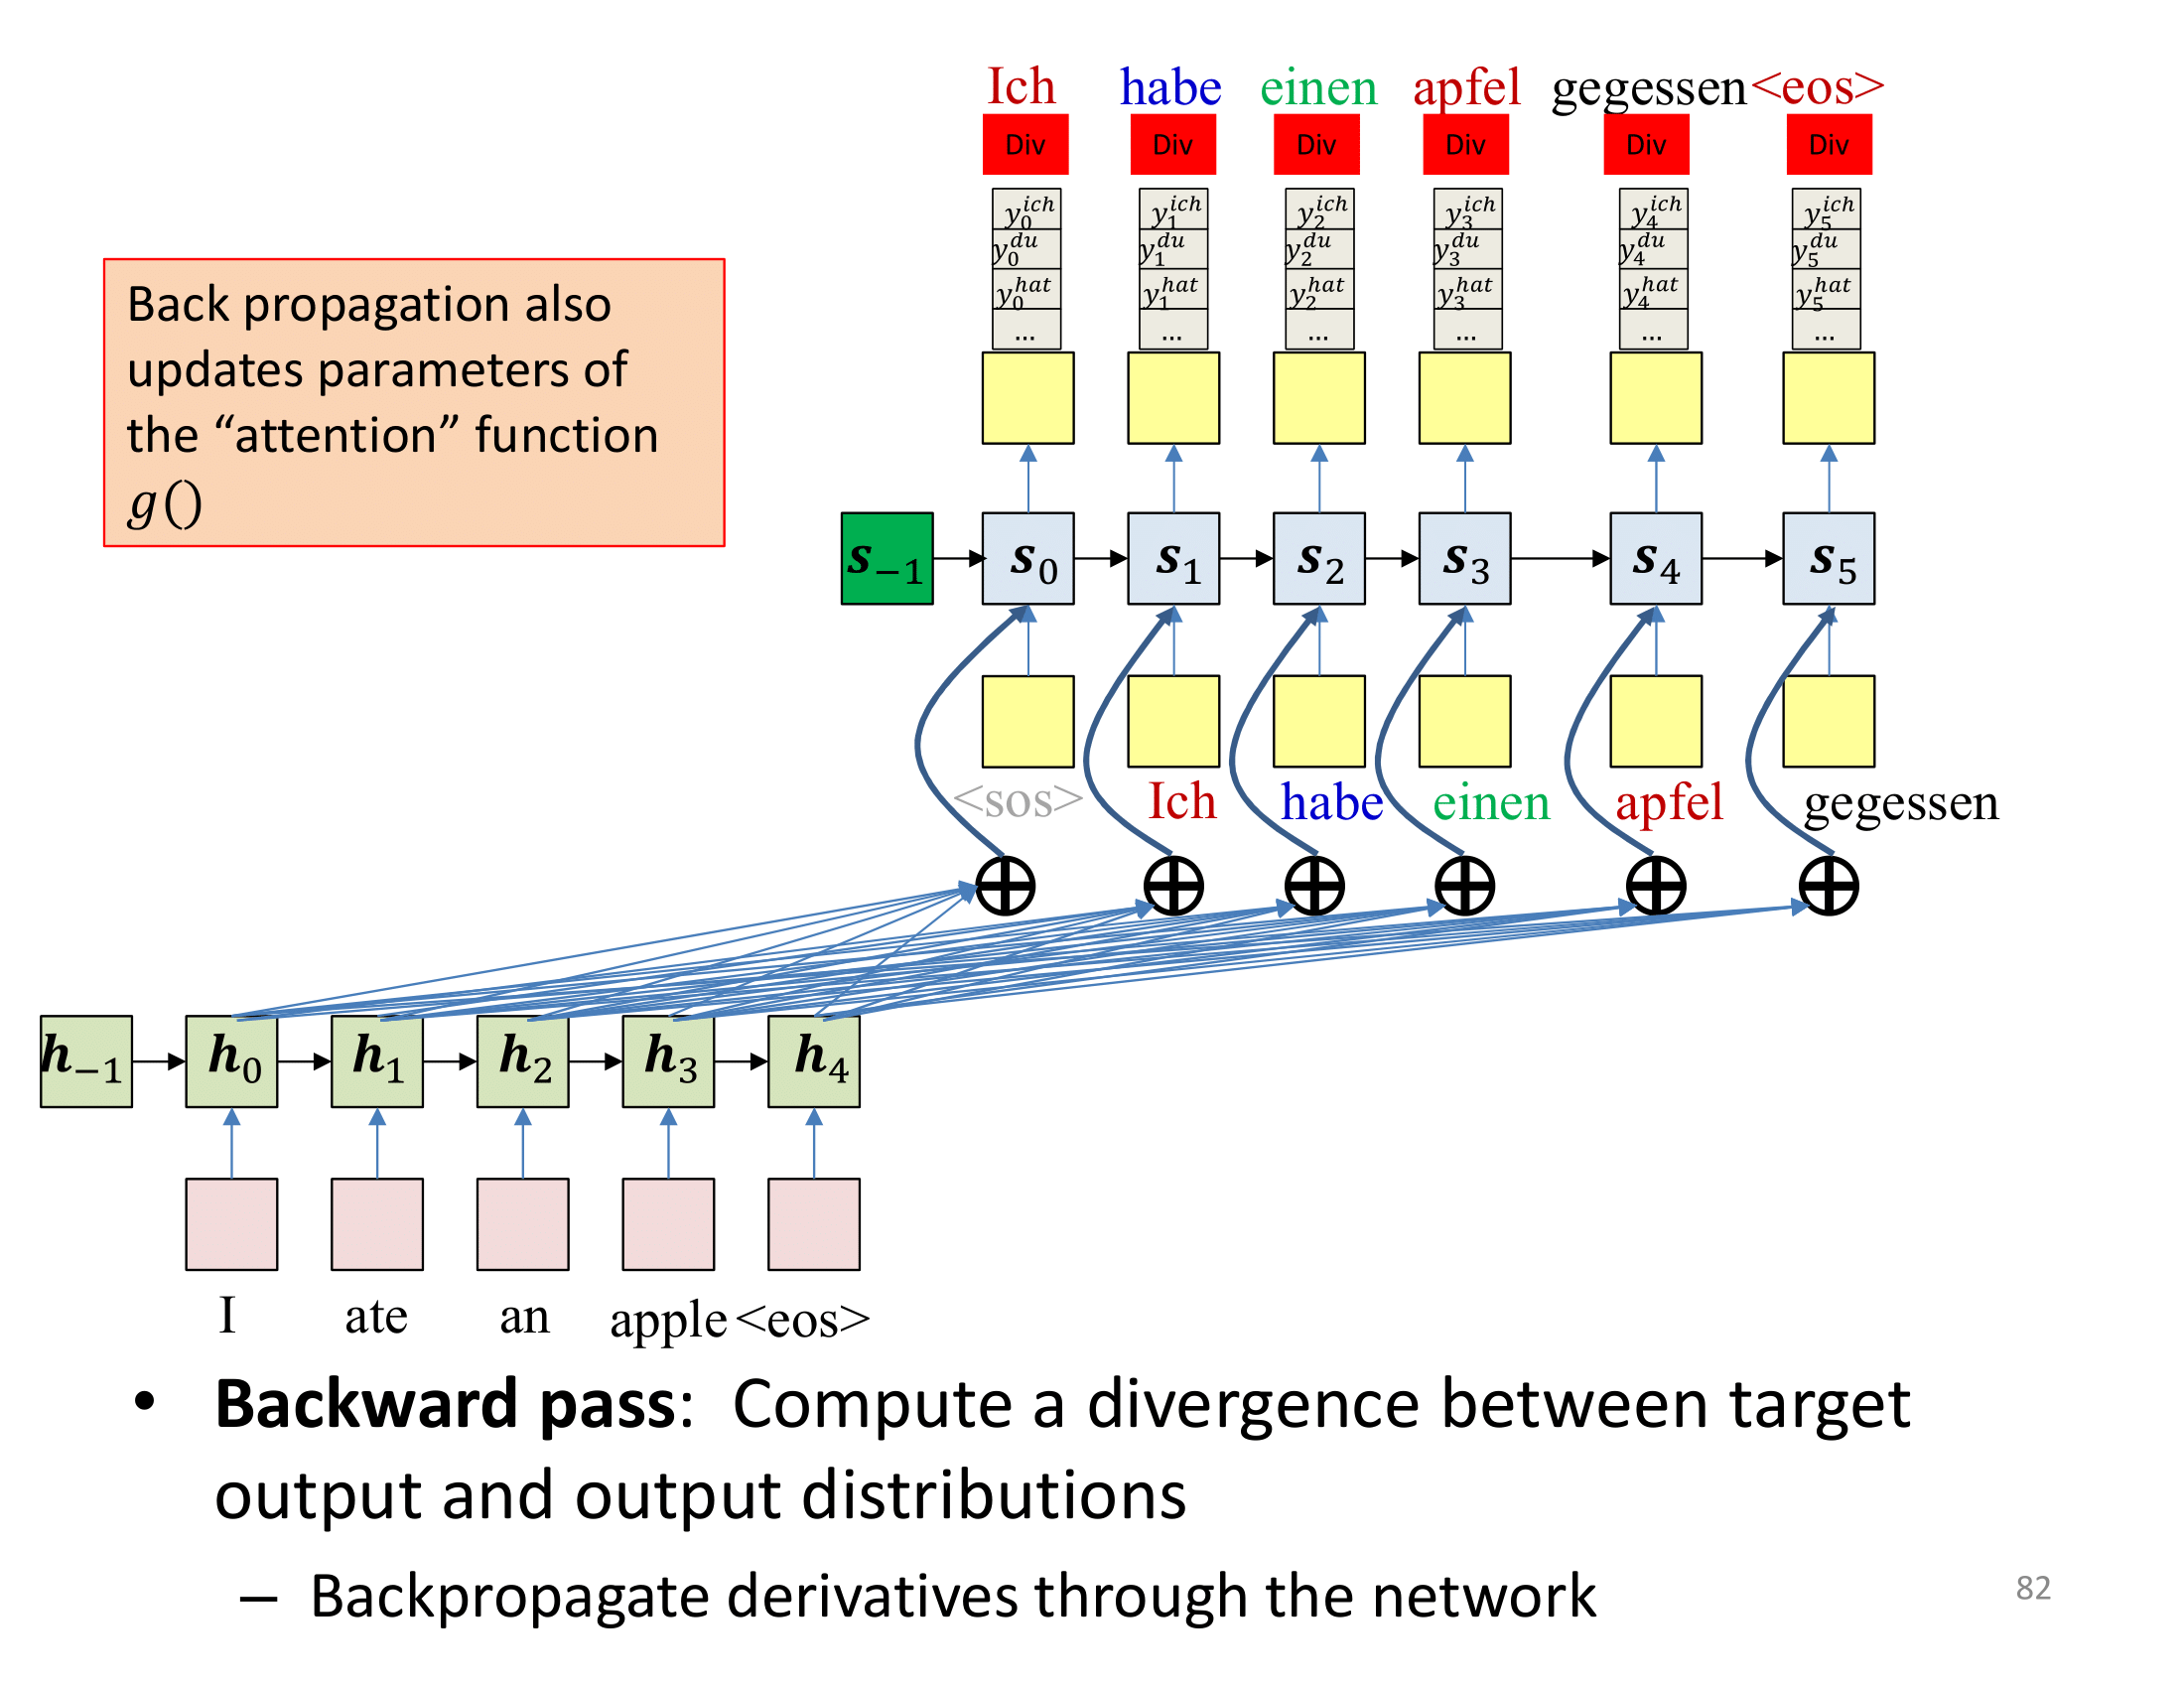 Ich habe einen apfel gegessen <eos>
Div Div Div Div Div Div
y_0^{ich} y_1^{ich} y_2^{ich} y_3^{ich} y_4^{ich} y_5^{ich}
y_0^{du} y_1^{du} y_2^{du} y_3^{du} y_4^{du} y_5^{du}
y_0^{hat} y_1^{hat} y_2^{hat} y_3^{hat} y_4^{hat} y_5^{hat}
... ... ... ... ... ...
Back propagation also
updates parameters of
the “attention” function
g()
s_{−1} s_0 s_1 s_2 s_3 s_4 s_5
<sos> Ich habe einen apfel gegessen
h_{−1} h_0 h_1 h_2 h_3 h_4
I ate an apple <eos>
• Backward pass: Compute a divergence between target
output and output distributions
– Backpropagate derivatives through the network
82